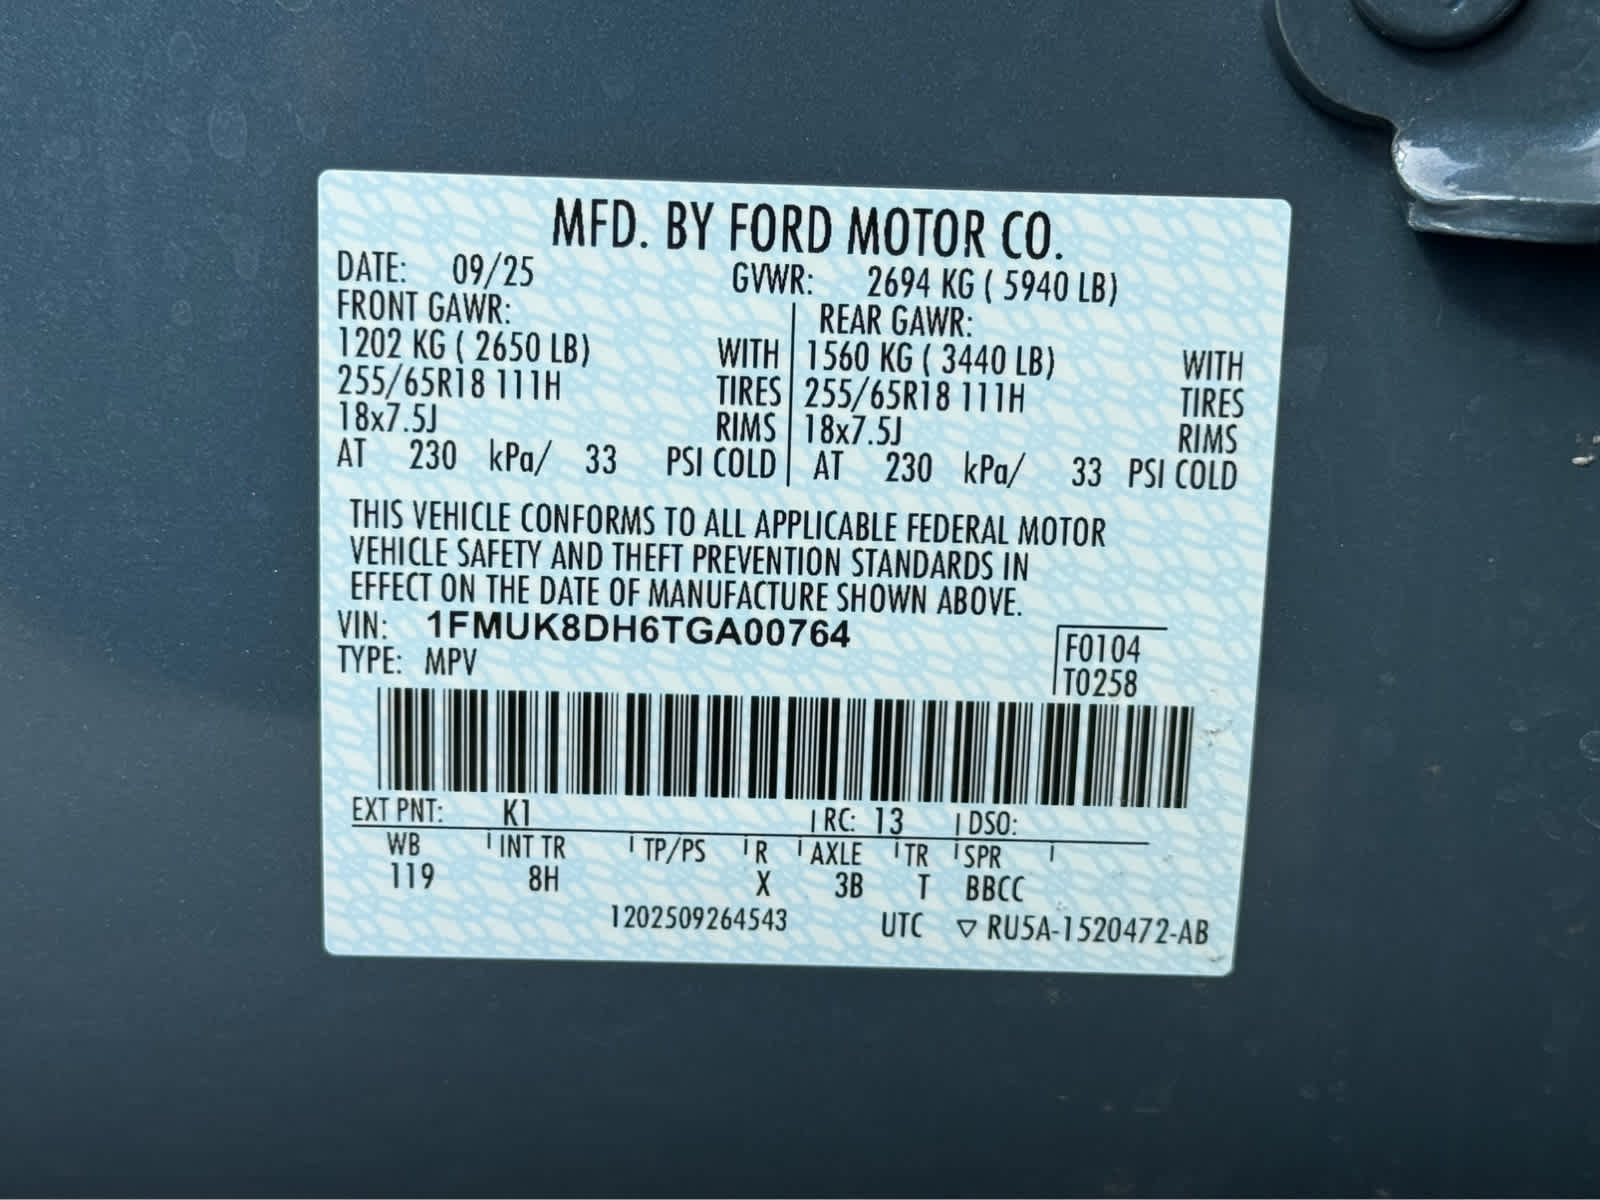 MFD. BY FORD MOTOR CO.
DATE: 09/25 GVWR: 2694 KG ( 5940 LB)
FRONT GAWR: REAR GAWR:
1202 KG ( 2650 LB) WITH 1560 KG ( 3440 LB) WITH
255/65R18 111H TIRES 255/65R18 111H TIRES
18x7.5J RIMS 18x7.5J RIMS
AT 230 kPa/ 33 PSI COLD AT 230 kPa/ 33 PSI COLD
THIS VEHICLE CONFORMS TO ALL APPLICABLE FEDERAL MOTOR
VEHICLE SAFETY AND THEFT PREVENTION STANDARDS IN
EFFECT ON THE DATE OF MANUFACTURE SHOWN ABOVE.
VIN: 1FMUK8DH6TGA00764 F0104
TYPE: MPV T0258
EXT PNT: K1 RC: 13 DSO:
WB INT TR TP/PS R AXLE TR SPR
119 8H X 3B T BBCC
1202509264543 UTC ▽ RU5A-1520472-AB